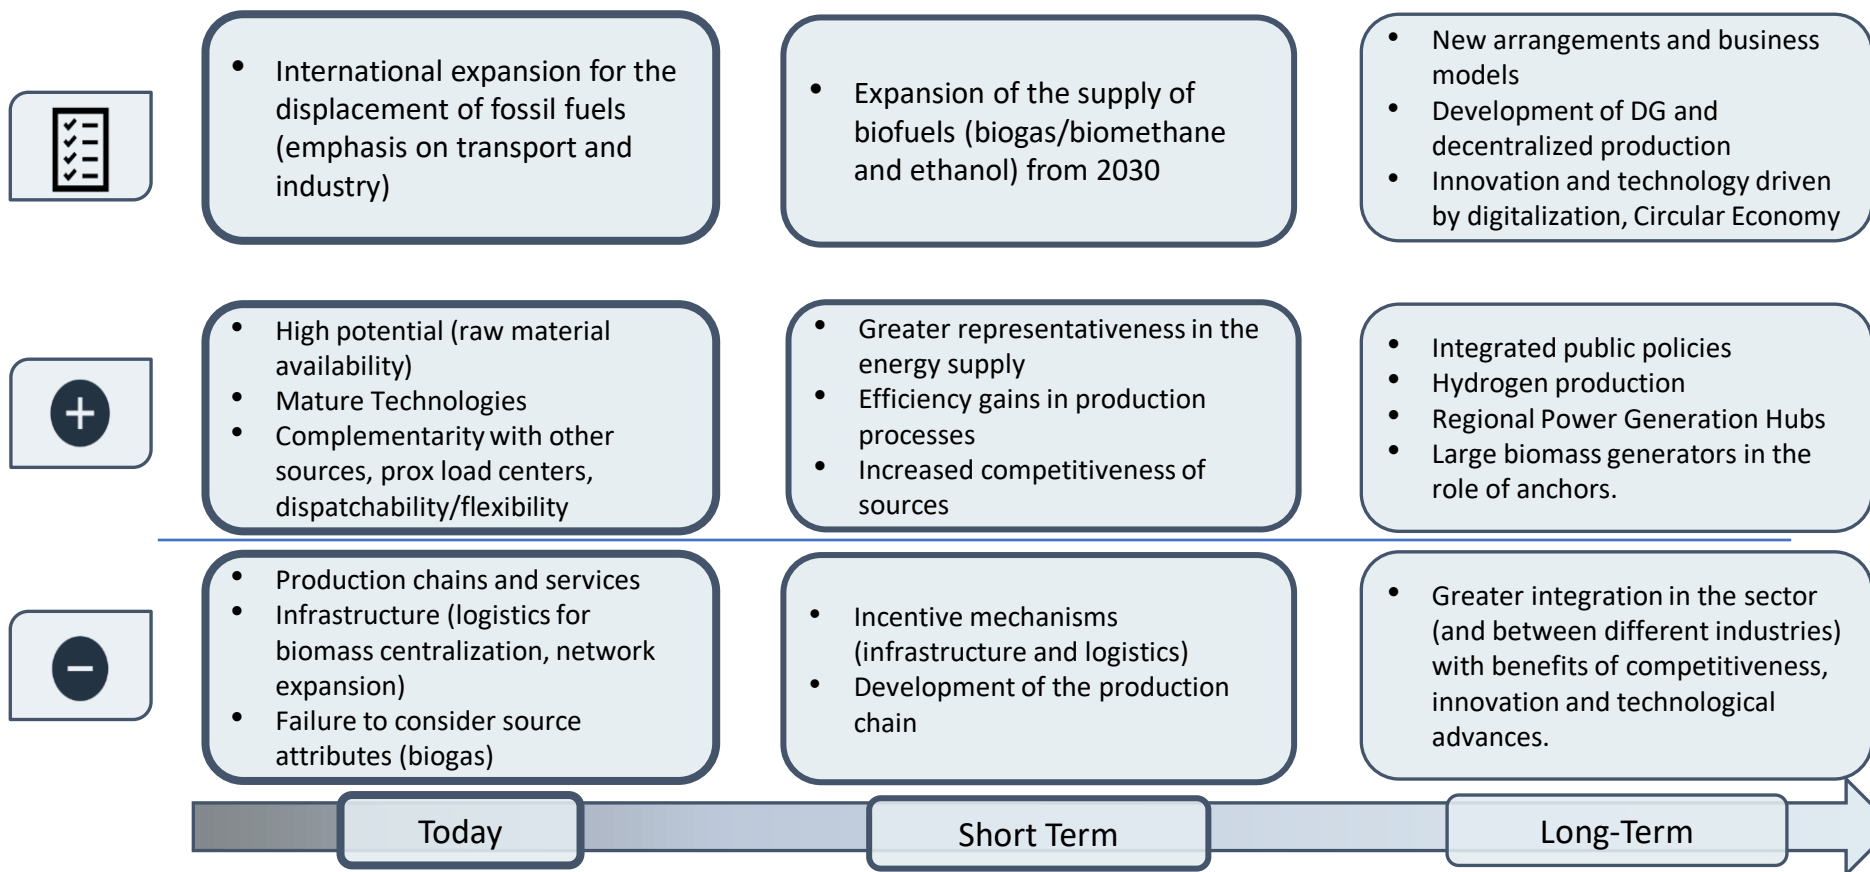 • International expansion for the
displacement of fossil fuels
(emphasis on transport and
industry)
• Expansion of the supply of
biofuels (biogas/biomethane
and ethanol) from 2030
• New arrangements and business
models
• Development of DG and
decentralized production
• Innovation and technology driven
by digitalization, Circular Economy
• High potential (raw material
availability)
• Mature Technologies
• Complementarity with other
sources, prox load centers,
dispatchability/flexibility
• Greater representativeness in the
energy supply
• Efficiency gains in production
processes
• Increased competitiveness of
sources
• Integrated public policies
• Hydrogen production
• Regional Power Generation Hubs
• Large biomass generators in the
role of anchors.
• Production chains and services
• Infrastructure (logistics for
biomass centralization, network
expansion)
• Failure to consider source
attributes (biogas)
• Incentive mechanisms
(infrastructure and logistics)
• Development of the production
chain
• Greater integration in the sector
(and between different industries)
with benefits of competitiveness,
innovation and technological
advances.
Today
Short Term
Long-Term